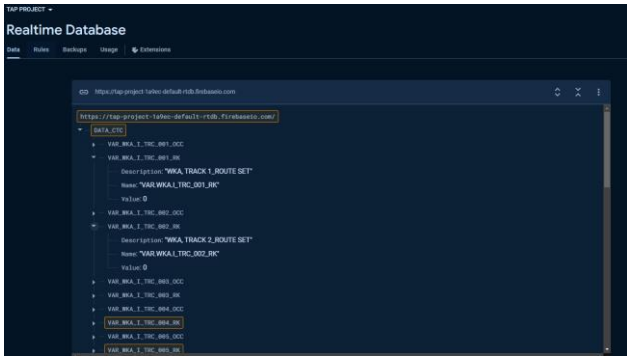 TAP PROJECT
Realtime Database
Data Rules Backups Usage Extensions
https://tap-project-1a9ec-default-rtdb.firebaseio.com
https://tap-project-1a9ec-default-rtdb.firebaseio.com/
DATA_CTC
VAR_WKA_I_TRC_001_OCC
VAR_WKA_I_TRC_001_RK
Description: "WKA, TRACK 1_ROUTE SET"
Name: "VAR.WKA.I_TRC_001_RK"
Value: 0
VAR_WKA_I_TRC_002_OCC
VAR_WKA_I_TRC_002_RK
Description: "WKA, TRACK 2_ROUTE SET"
Name: "VAR.WKA.I_TRC_002_RK"
Value: 0
VAR_WKA_I_TRC_003_OCC
VAR_WKA_I_TRC_003_RK
VAR_WKA_I_TRC_004_OCC
VAR_WKA_I_TRC_004_RK
VAR_WKA_I_TRC_005_OCC
VAR_WKA_I_TRC_005_RK